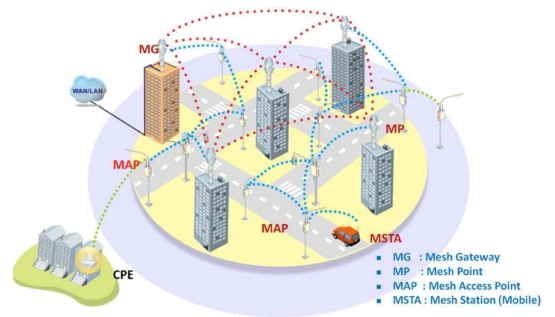 MG
WAN/LAN
MP
MAP
MAP
MSTA
CPE
MG : Mesh Gateway
MP : Mesh Point
MAP : Mesh Access Point
MSTA : Mesh Station (Mobile)